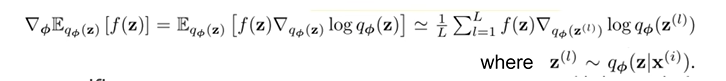 ∇_ϕ 𝔼_{q_ϕ(𝐳)} [f(𝐳)] = 𝔼_{q_ϕ(𝐳)} [f(𝐳)∇_{q_ϕ(𝐳)} log q_ϕ(𝐳)] ≃ 1/L ∑_{l=1}^{L} f(𝐳)∇_{q_ϕ(𝐳^{(l)})} log q_ϕ(𝐳^{(l)})
where 𝐳^{(l)} ∼ q_ϕ(𝐳|𝐱^{(i)}).